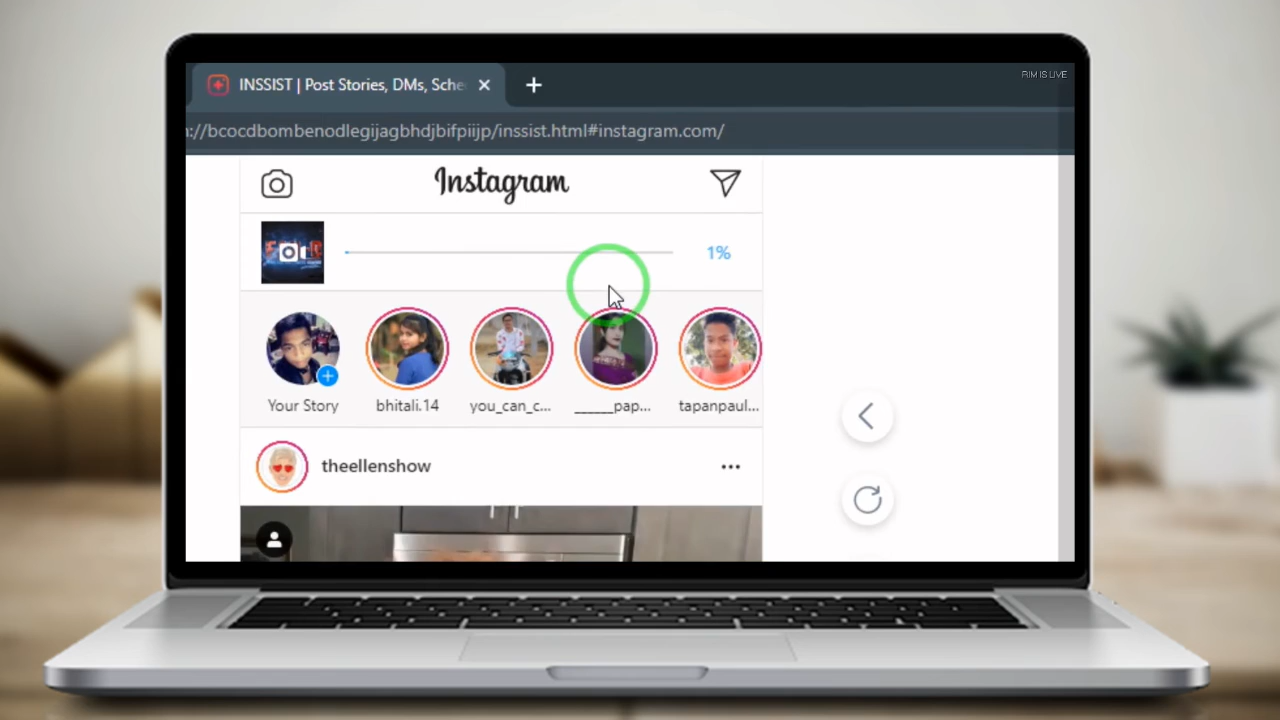 INSSIST | Post Stories, DMs, Sche
RIM IS LIVE
://bcocdbombenodlegijagbhdjbifpiijp/inssist.html#instagram.com/
Instagram
1%
Your Story
bhitali.14
you_can_c...
______pap...
tapanpaul...
theellenshow